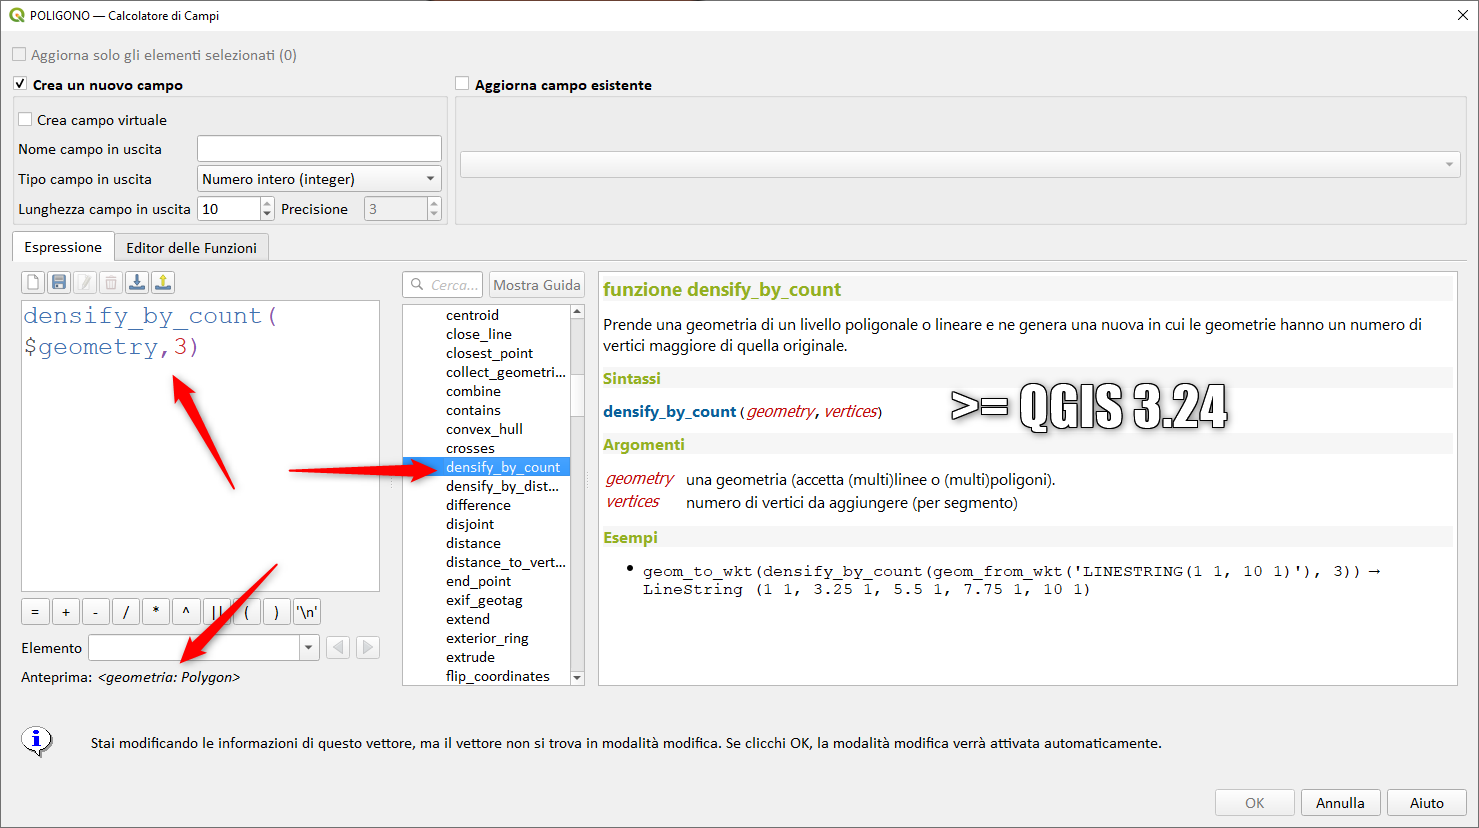 POLIGONO — Calcolatore di Campi
Aggiorna solo gli elementi selezionati (0)
Crea un nuovo campo
Aggiorna campo esistente
Crea campo virtuale
Nome campo in uscita
Tipo campo in uscita
Numero intero (integer)
Lunghezza campo in uscita
10
Precisione
3
Espressione
Editor delle Funzioni
densify_by_count(
$geometry,3)
= + - / * ^ || ( ) '\n'
Elemento
Anteprima: <geometria: Polygon>
Cerca...
Mostra Guida
centroid
close_line
closest_point
collect_geometri...
combine
contains
convex_hull
crosses
densify_by_count
densify_by_dist...
difference
disjoint
distance
distance_to_vert...
end_point
exif_geotag
extend
exterior_ring
extrude
flip_coordinates
funzione densify_by_count
Prende una geometria di un livello poligonale o lineare e ne genera una nuova in cui le geometrie hanno un numero di
vertici maggiore di quella originale.
Sintassi
densify_by_count(geometry, vertices)
>= QGIS 3.24
Argomenti
geometry una geometria (accetta (multi)linee o (multi)poligoni).
vertices numero di vertici da aggiungere (per segmento)
Esempi
• geom_to_wkt(densify_by_count(geom_from_wkt('LINESTRING(1 1, 10 1)'), 3)) →
LineString (1 1, 3.25 1, 5.5 1, 7.75 1, 10 1)
Stai modificando le informazioni di questo vettore, ma il vettore non si trova in modalità modifica. Se clicchi OK, la modalità modifica verrà attivata automaticamente.
OK
Annulla
Aiuto